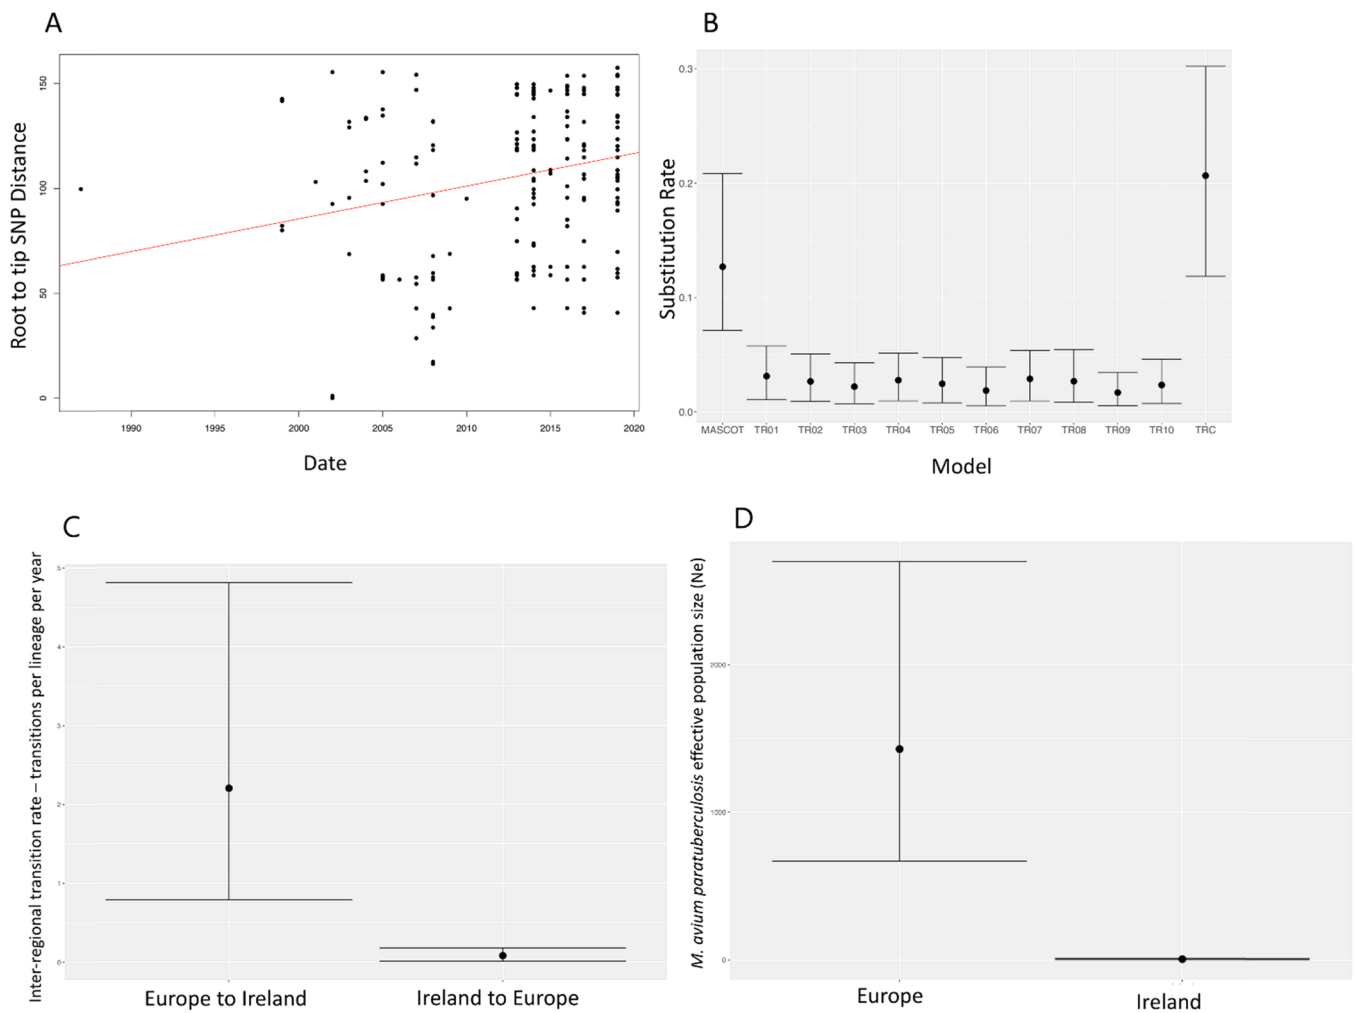 A
Root to tip SNP Distance
150
100
50
0
1990 1995 2000 2005 2010 2015 2020
Date
B
Substitution Rate
0.3
0.2
0.1
0.0
MASCOT TR01 TR02 TR03 TR04 TR05 TR06 TR07 TR08 TR09 TR10 TRC
Model
C
Inter-regional transition rate – transitions per lineage per year
5
4
3
2
1
0
Europe to Ireland Ireland to Europe
D
M. avium paratuberculosis effective population size (Ne)
2000
1000
0
Europe Ireland